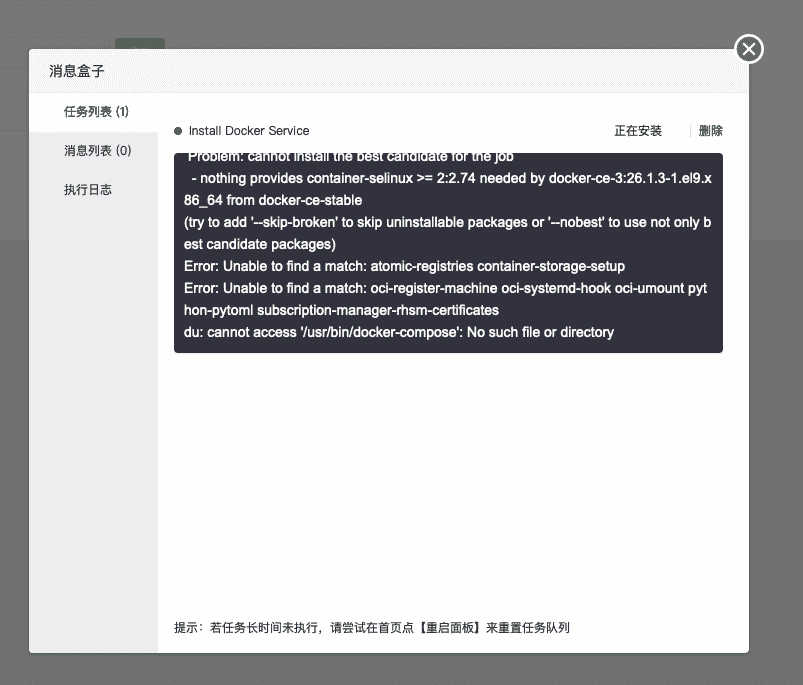 消息盒子
任务列表 (1)
消息列表 (0)
执行日志
Install Docker Service
正在安装
删除
Problem: cannot install the best candidate for the job
- nothing provides container-selinux >= 2:2.74 needed by docker-ce-3:26.1.3-1.el9.x
86_64 from docker-ce-stable
(try to add '--skip-broken' to skip uninstallable packages or '--nobest' to use not only b
est candidate packages)
Error: Unable to find a match: atomic-registries container-storage-setup
Error: Unable to find a match: oci-register-machine oci-systemd-hook oci-umount pyt
hon-pytoml subscription-manager-rhsm-certificates
du: cannot access '/usr/bin/docker-compose': No such file or directory
提示：若任务长时间未执行，请尝试在首页点【重启面板】来重置任务队列